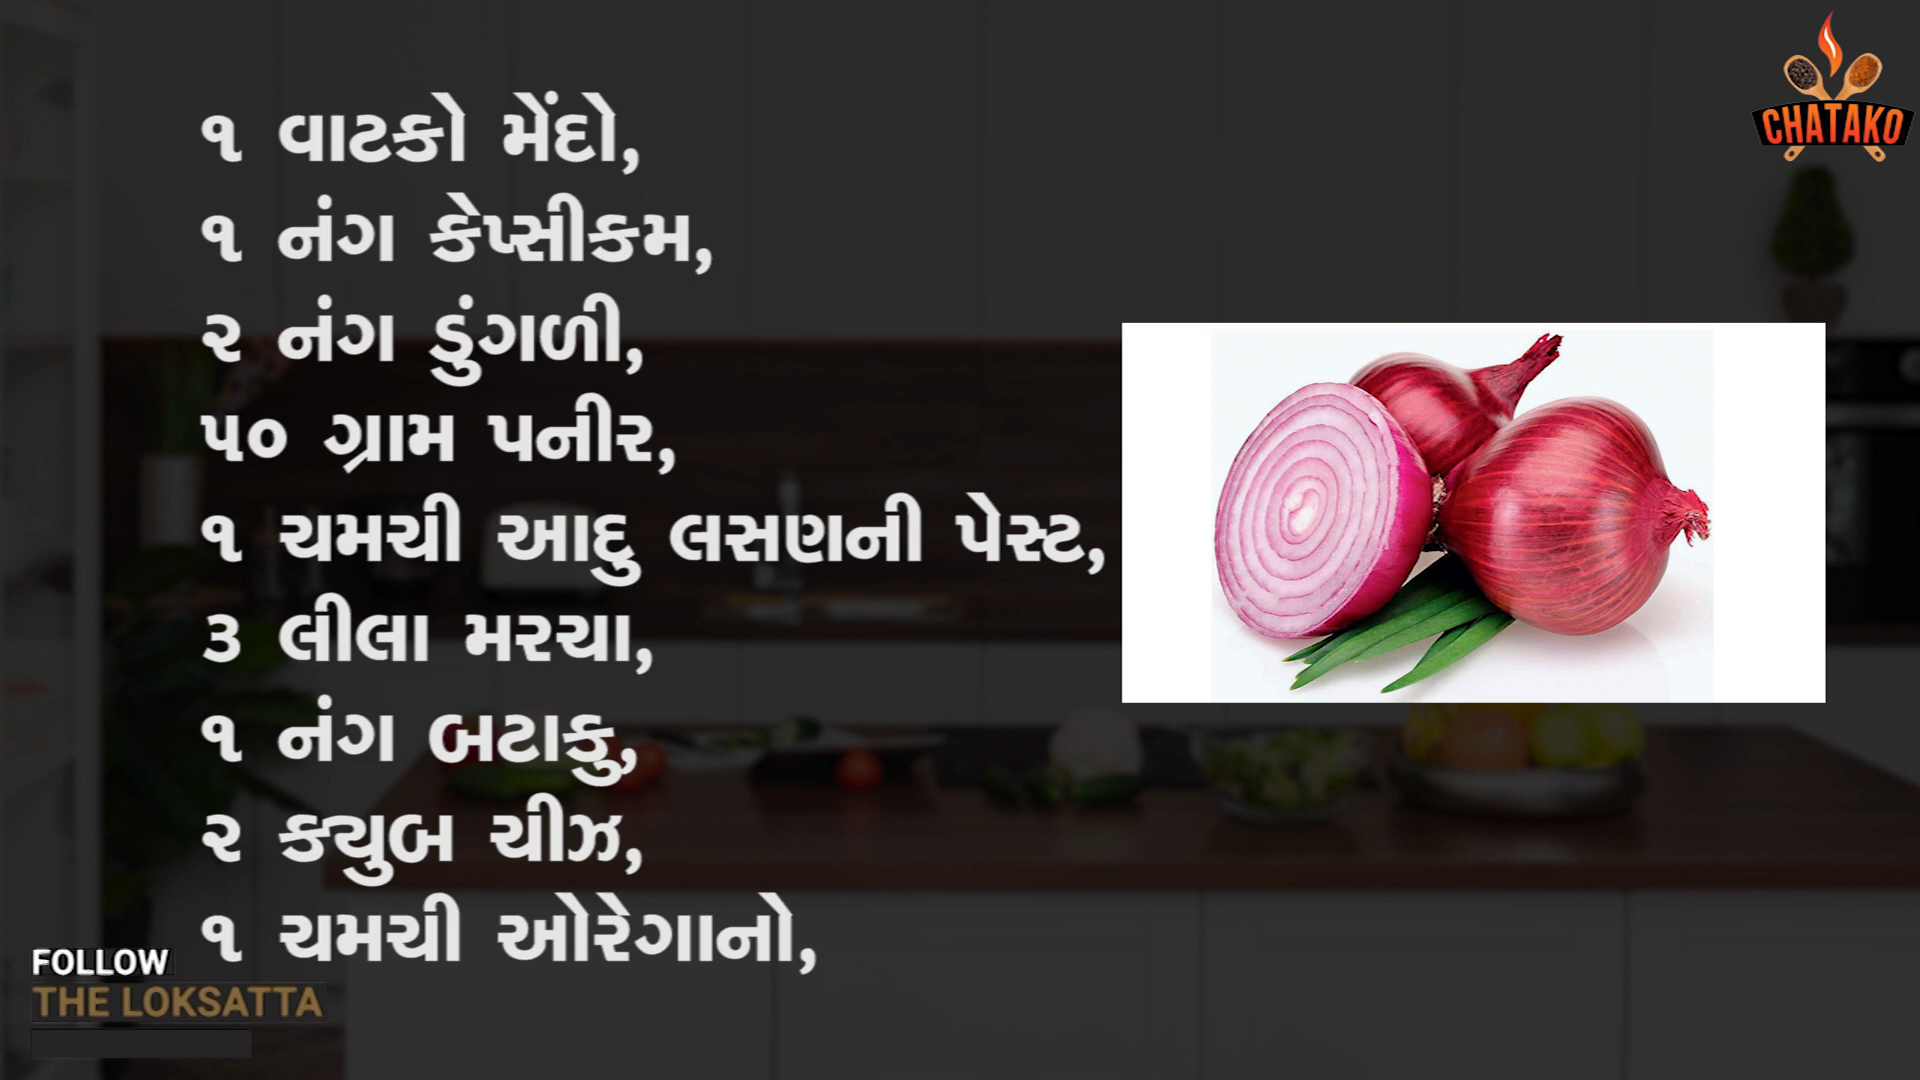 ૧ વાટકો મેંદો,
૧ નંગ કેપ્સીકમ,
૨ નંગ ડુંગળી,
૫૦ ગ્રામ પનીર,
૧ ચમચી આદુ લસણની પેસ્ટ,
૩ લીલા મરચા,
૧ નંગ બટાકુ,
૨ ક્યુબ ચીઝ,
૧ ચમચી ઓરેગાનો,
CHATAKO
FOLLOW
THE LOKSATTA